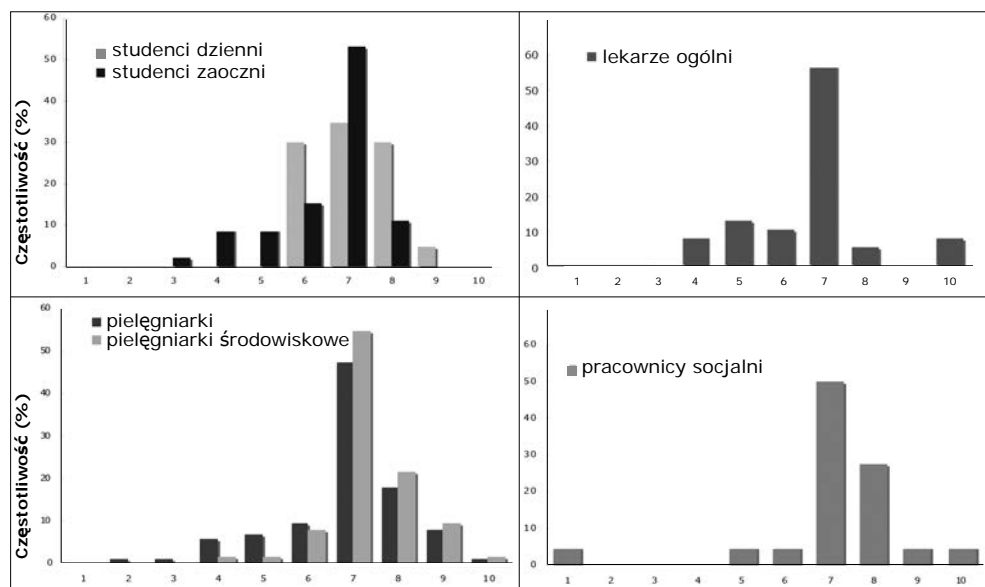 60
50
40
30
20
10
0
Częstotliwość (%)
studenci dzienni
studenci zaoczni
1 2 3 4 5 6 7 8 9 10
60
50
40
30
20
10
0
lekarze ogólni
1 2 3 4 5 6 7 8 9 10
60
50
40
30
20
10
0
Częstotliwość (%)
pielęgniarki
pielęgniarki środowiskowe
1 2 3 4 5 6 7 8 9 10
60
50
40
30
20
10
0
pracownicy socjalni
1 2 3 4 5 6 7 8 9 10